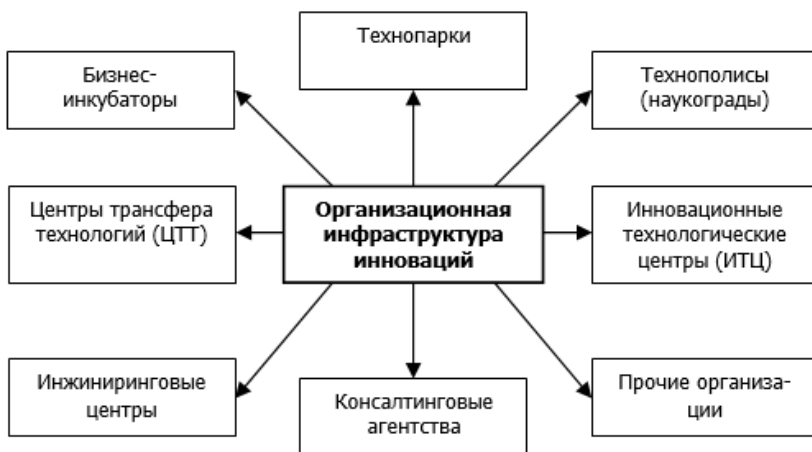 Технопарки
Бизнес-
инкубаторы
Технополисы
(наукограды)
Центры трансфера
технологий (ЦТТ)
Организационная
инфраструктура
инноваций
Инновационные
технологические
центры (ИТЦ)
Инжиниринговые
центры
Консалтинговые
агентства
Прочие организа-
ции